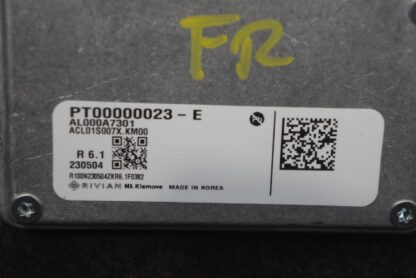 FR
PT00000023 - E
AL000A7301
ACL01S007X.KM00
R 6.1
230504
R100N230504ZKR6.1F0382
RIVIAN HL Klemove MADE IN KOREA